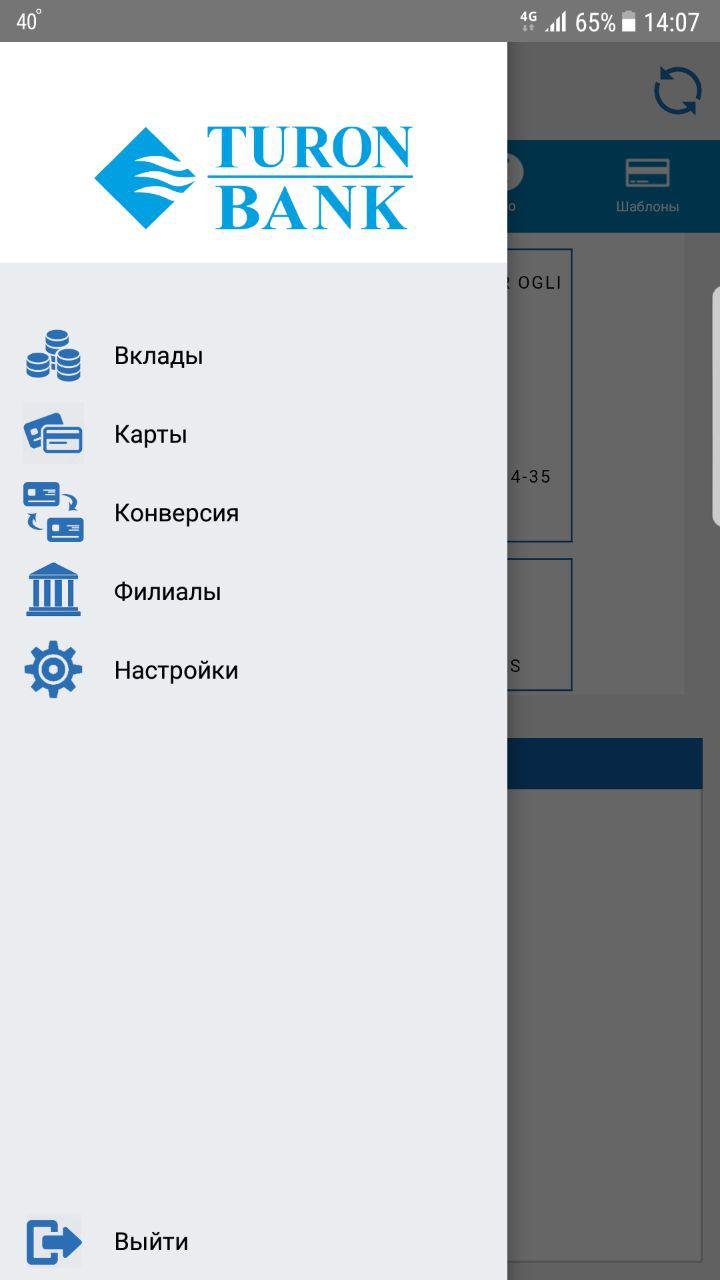 40°
4G 65% 14:07
TURON
BANK
Шаблоны
OGLI
Вклады
Карты
4-35
Конверсия
Филиалы
Настройки
S
Выйти